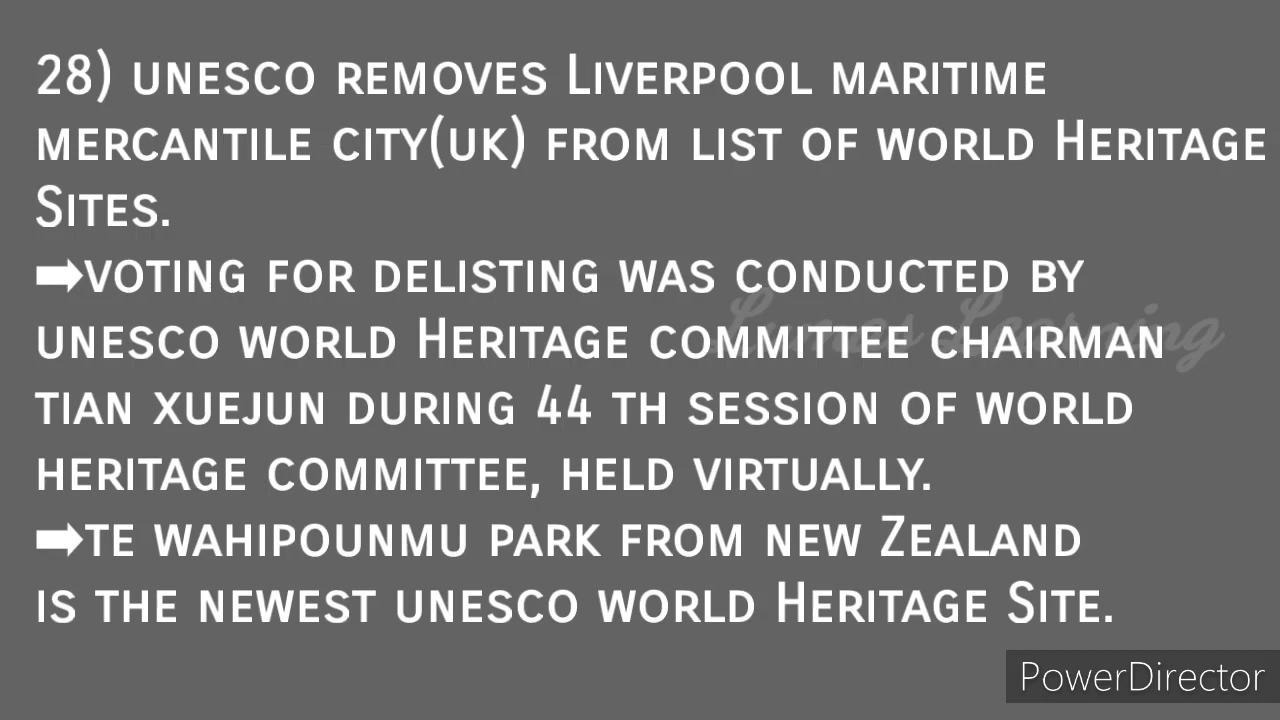 28) UNESCO REMOVES LIVERPOOL MARITIME
MERCANTILE CITY(UK) FROM LIST OF WORLD HERITAGE
SITES.
➡VOTING FOR DELISTING WAS CONDUCTED BY
UNESCO WORLD HERITAGE COMMITTEE CHAIRMAN
TIAN XUEJUN DURING 44 TH SESSION OF WORLD
HERITAGE COMMITTEE, HELD VIRTUALLY.
➡TE WAHIPOUNMU PARK FROM NEW ZEALAND
IS THE NEWEST UNESCO WORLD HERITAGE SITE.
Learning
PowerDirector